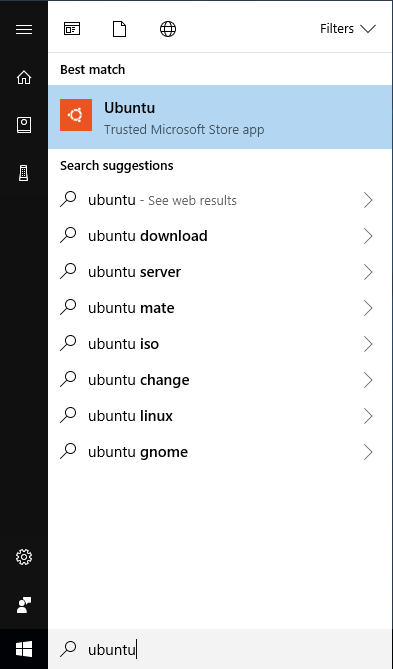 Filters
Best match
Ubuntu
Trusted Microsoft Store app
Search suggestions
ubuntu - See web results
ubuntu download
ubuntu server
ubuntu mate
ubuntu iso
ubuntu change
ubuntu linux
ubuntu gnome
ubuntu